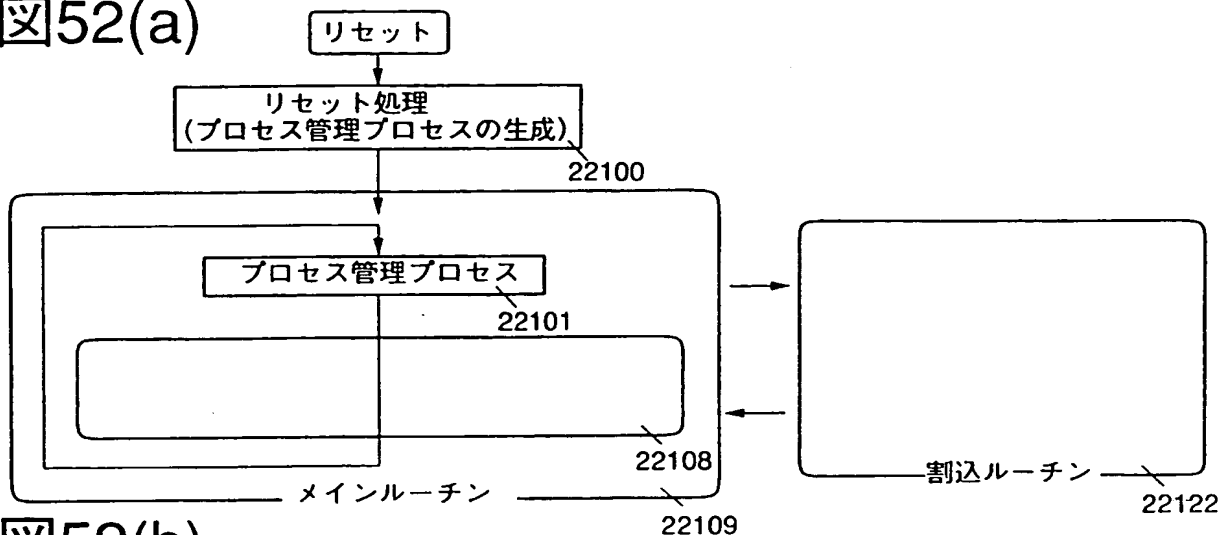 図52(a)
リセット
リセット処理
(プロセス管理プロセスの生成)
22100
プロセス管理プロセス
22101
22108
メインルーチン
22109
割込ルーチン
22122